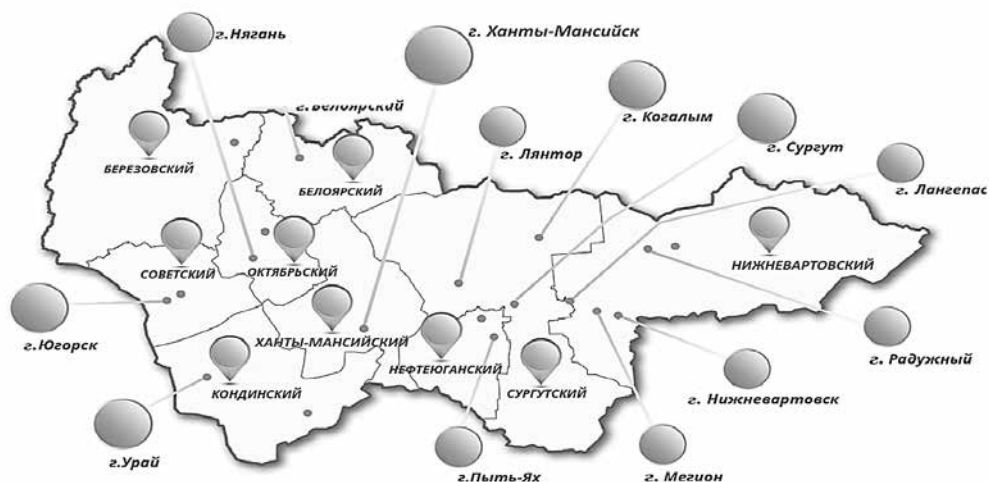 г. Ханты-Мансийск
г.Нягань
г.Белоярский
г. Когалым
г. Сургут
г. Лянтор
БЕРЕЗОВСКИЙ
БЕЛОЯРСКИЙ
г. Лангепас
СОВЕТСКИЙ
ОКТЯБРЬСКИЙ
НИЖНЕВАРТОВСКИЙ
г.Югорск
ХАНТЫ-МАНСИЙСКИЙ
г. Радужный
НЕФТЕЮГАНСКИЙ
КОНДИНСКИЙ
СУРГУТСКИЙ
г. Нижневартовск
г.Урай
г.Пыть-Ях
г. Мегион